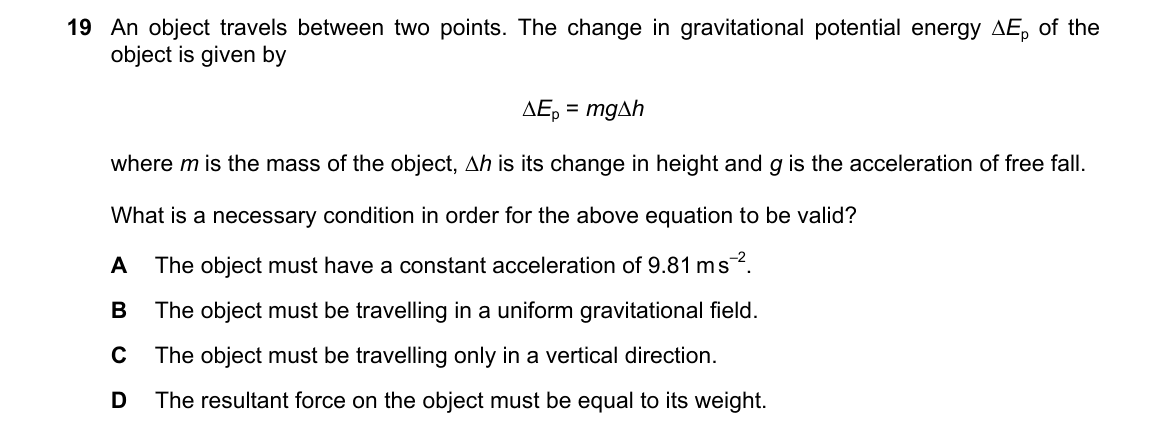 19 An object travels between two points. The change in gravitational potential energy ΔEp of the
object is given by
ΔEp = mgΔh
where m is the mass of the object, Δh is its change in height and g is the acceleration of free fall.
What is a necessary condition in order for the above equation to be valid?
A The object must have a constant acceleration of 9.81 m s⁻².
B The object must be travelling in a uniform gravitational field.
C The object must be travelling only in a vertical direction.
D The resultant force on the object must be equal to its weight.